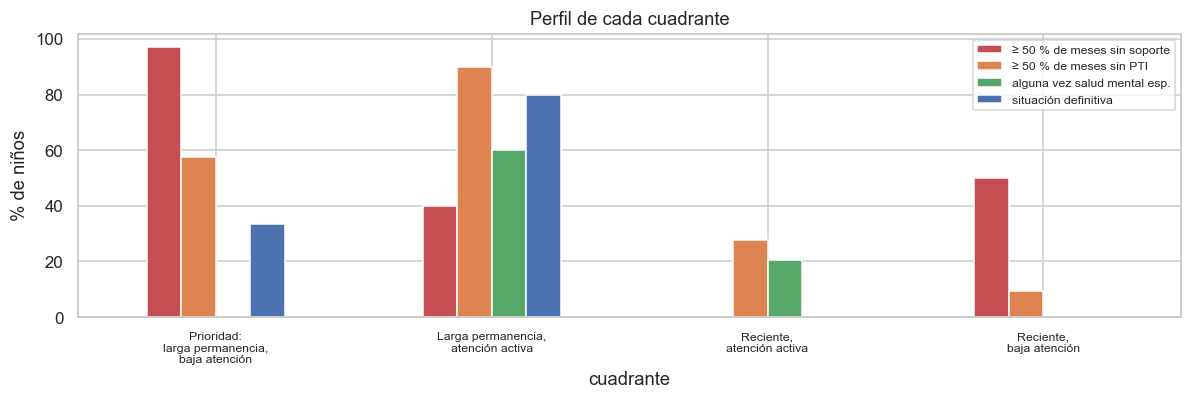 Perfil de cada cuadrante
% de niños
100
80
60
40
20
0
≥ 50 % de meses sin soporte
≥ 50 % de meses sin PTI
alguna vez salud mental esp.
situación definitiva
Prioridad:
larga permanencia,
baja atención
Larga permanencia,
atención activa
Reciente,
atención activa
Reciente,
baja atención
cuadrante